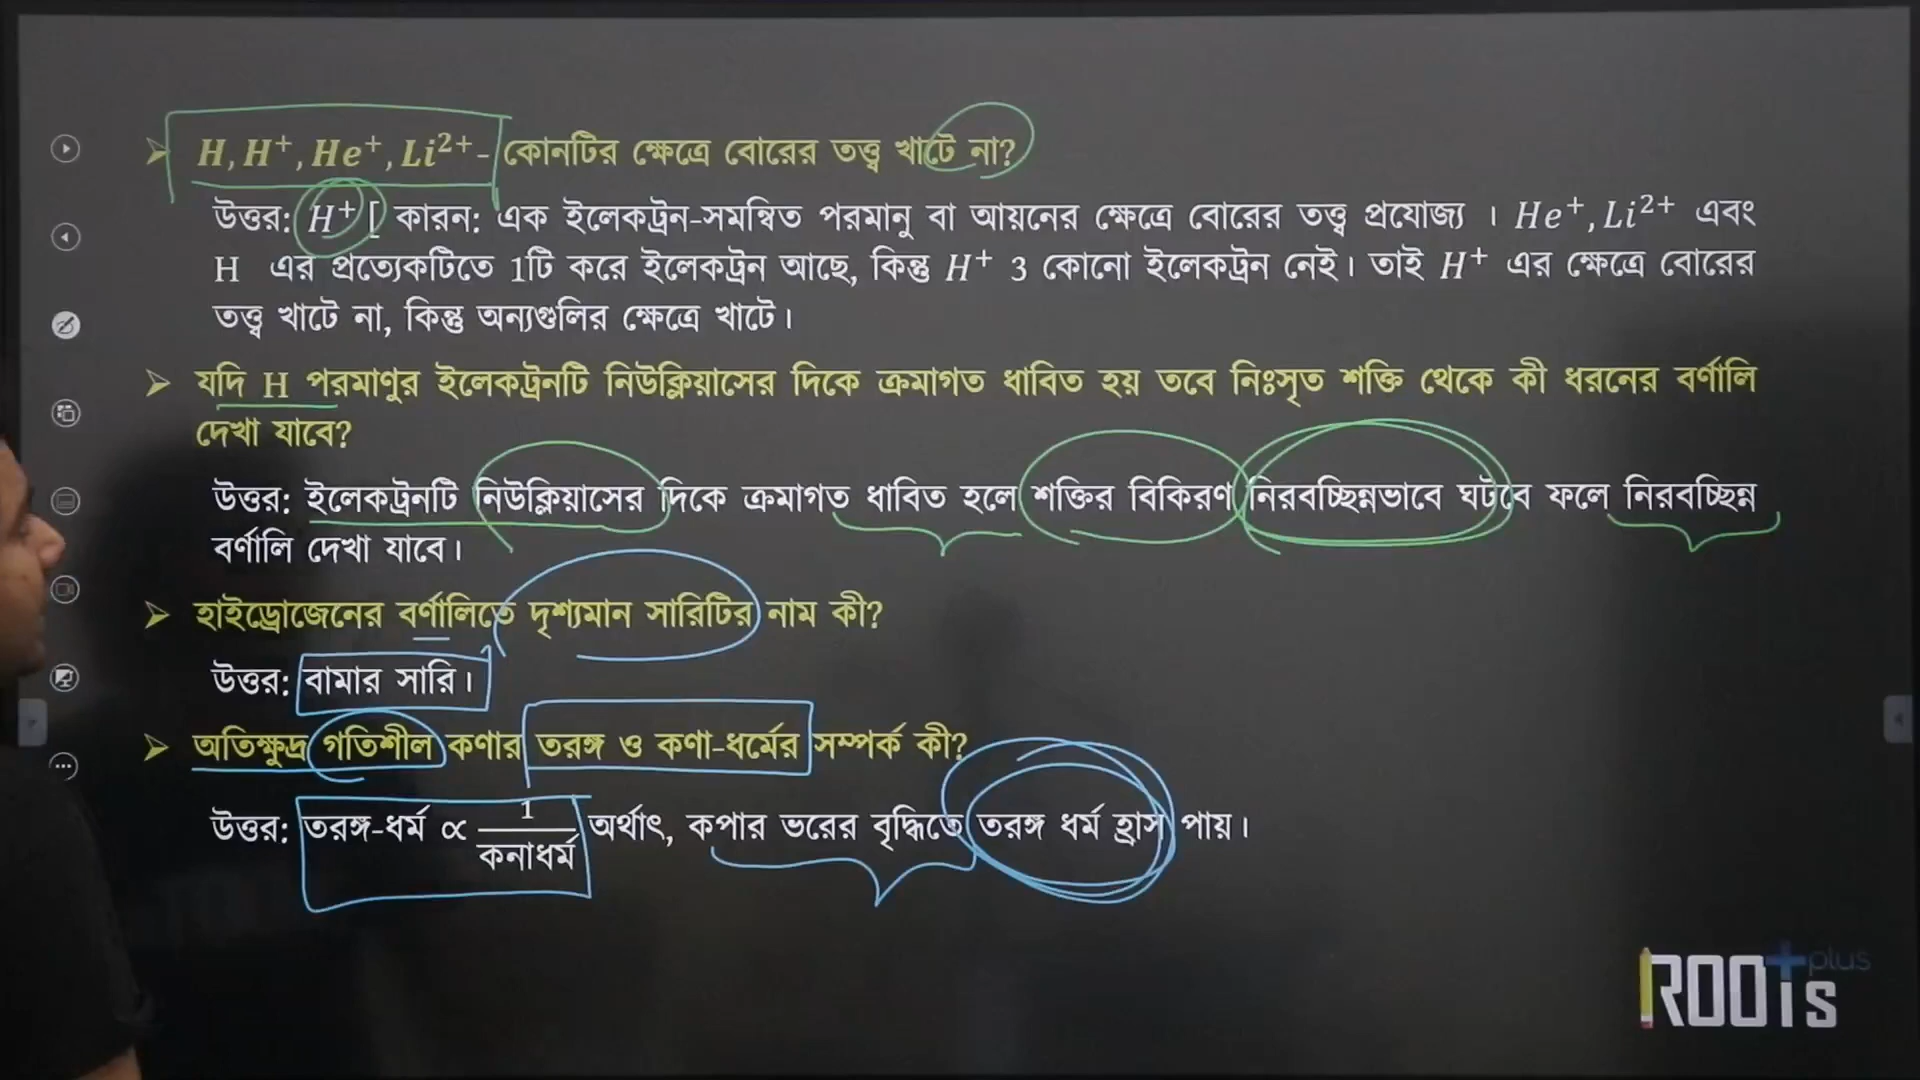 H, H⁺, He⁺, Li²⁺- কোনটির ক্ষেত্রে বোরের তত্ত্ব খাটে না?
উত্তর: H⁺ [ কারন: এক ইলেকট্রন-সমন্বিত পরমানু বা আয়নের ক্ষেত্রে বোরের তত্ত্ব প্রযোজ্য । He⁺, Li²⁺ এবং
H এর প্রত্যেকটিতে 1টি করে ইলেকট্রন আছে, কিন্তু H⁺ 3 কোনো ইলেকট্রন নেই। তাই H⁺ এর ক্ষেত্রে বোরের
তত্ত্ব খাটে না, কিন্তু অন্যগুলির ক্ষেত্রে খাটে।
যদি H পরমাণুর ইলেকট্রনটি নিউক্লিয়াসের দিকে ক্রমাগত ধাবিত হয় তবে নিঃসৃত শক্তি থেকে কী ধরনের বর্ণালি
দেখা যাবে?
উত্তর: ইলেকট্রনটি নিউক্লিয়াসের দিকে ক্রমাগত ধাবিত হলে শক্তির বিকিরণ নিরবচ্ছিন্নভাবে ঘটবে ফলে নিরবচ্ছিন্ন
বর্ণালি দেখা যাবে।
হাইড্রোজেনের বর্ণালিতে দৃশ্যমান সারিটির নাম কী?
উত্তর: বামার সারি।
অতিক্ষুদ্র গতিশীল কণার তরঙ্গ ও কণা-ধর্মের সম্পর্ক কী?
উত্তর: তরঙ্গ-ধর্ম ∝ 1/কনাধর্ম অর্থাৎ, কপার ভরের বৃদ্ধিতে তরঙ্গ ধর্ম হ্রাস পায়।
ROOTs plus